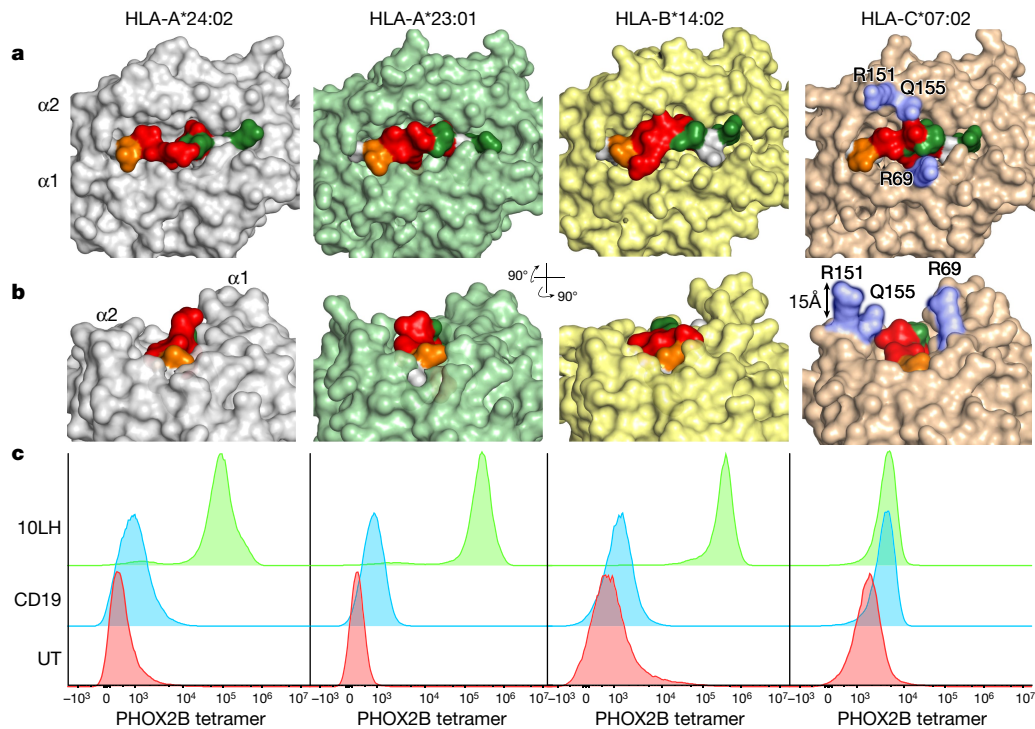 HLA-A*24:02 HLA-A*23:01 HLA-B*14:02 HLA-C*07:02
a
α2
α1
R151
Q155
R69
b
α2
α1
90°
90°
R151
Q155
R69
15Å
c
10LH
CD19
UT
−10³ 0 10³ 10⁴ 10⁵ 10⁶ 10⁷ −10³ 0 10³ 10⁴ 10⁵ 10⁶ 10⁷ −10³ 0 10³ 10⁴ 10⁵ 10⁶ 10⁷ −10³ 0 10³ 10⁴ 10⁵ 10⁶ 10⁷
PHOX2B tetramer PHOX2B tetramer PHOX2B tetramer PHOX2B tetramer